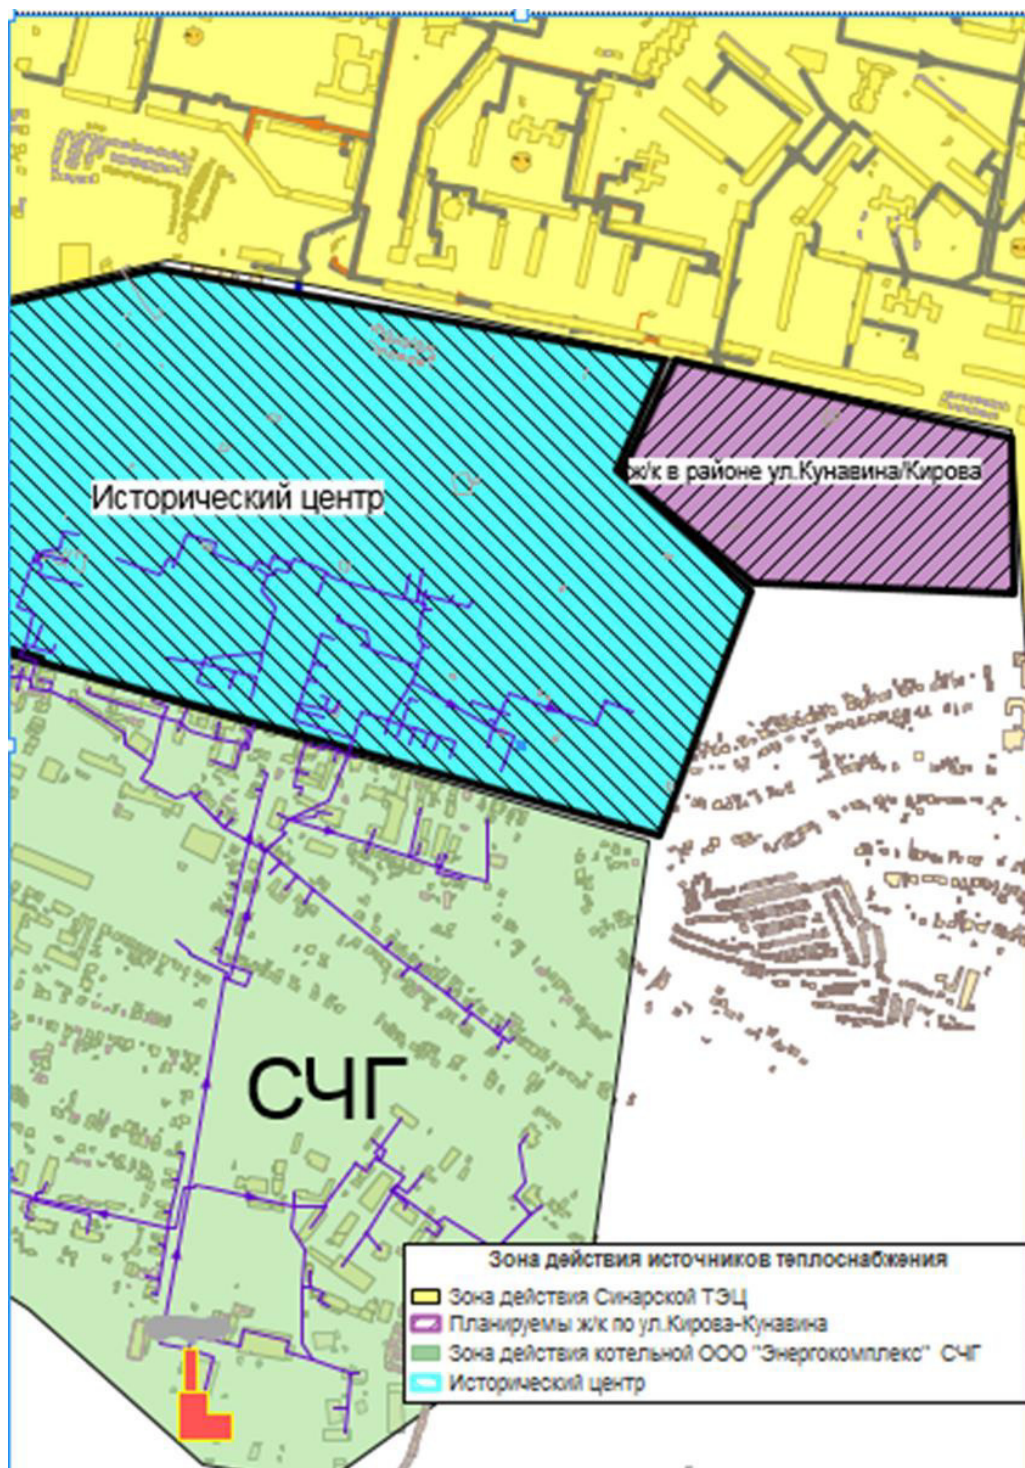 ж/к в районе ул.Кунавина/Кирова
Исторический центр
СЧГ
Зона действия источников теплоснабжения
Зона действия Синарской ТЭЦ
Планируемы ж/к по ул.Кирова-Кунавина
Зона действия котельной ООО "Энергокомплекс" СЧГ
Исторический центр